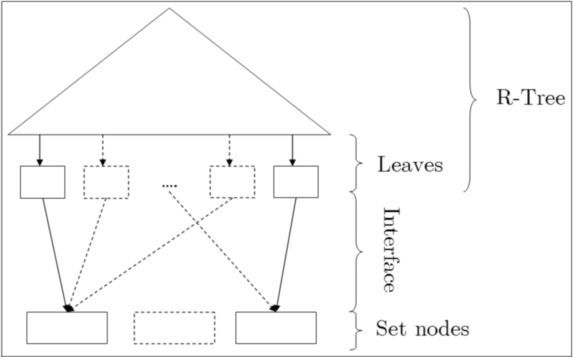 R-Tree
Leaves
....
Interface
Set nodes